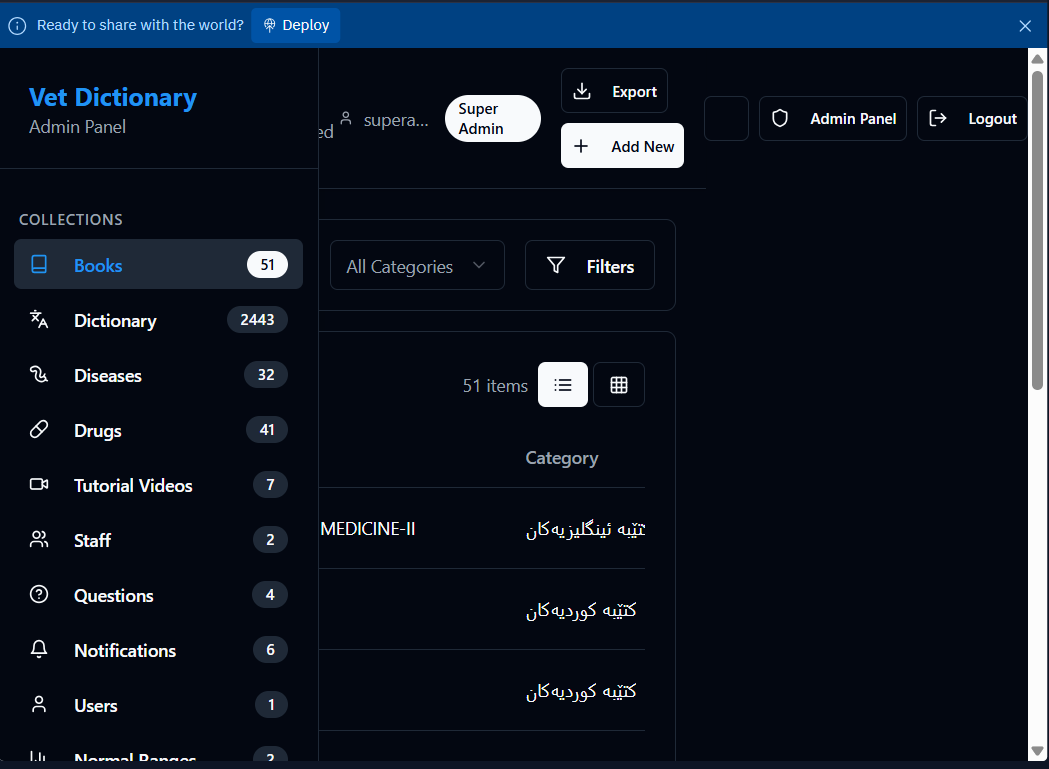 Ready to share with the world?
Deploy
Vet Dictionary
Admin Panel
ed
supera...
Super
Admin
Export
Add New
Admin Panel
Logout
COLLECTIONS
Books 51
Dictionary 2443
Diseases 32
Drugs 41
Tutorial Videos 7
Staff 2
Questions 4
Notifications 6
Users 1
Normal Ranges 2
All Categories
Filters
51 items
Category
MEDICINE-II
کتێبە ئینگلیزیەکان
کتێبە کوردیەکان
کتێبە کوردیەکان